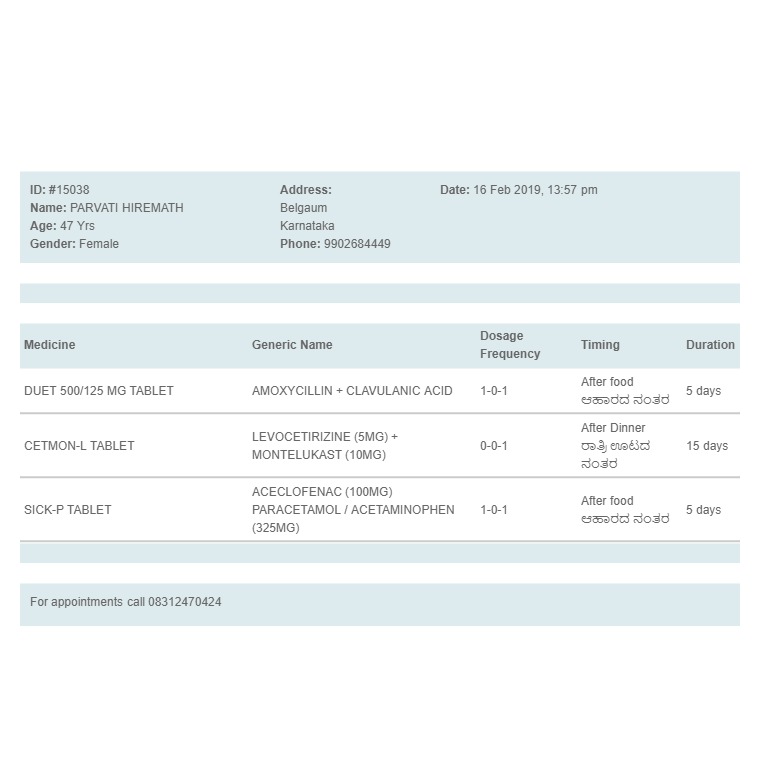 ID: #15038
Name: PARVATI HIREMATH
Age: 47 Yrs
Gender: Female
Address:
Belgaum
Karnataka
Phone: 9902684449
Date: 16 Feb 2019, 13:57 pm
Medicine Generic Name Dosage Frequency Timing Duration
DUET 500/125 MG TABLET AMOXYCILLIN + CLAVULANIC ACID 1-0-1 After food 5 days
ಆಹಾರದ ನಂತರ
CETMON-L TABLET LEVOCETIRIZINE (5MG) + 0-0-1 After Dinner 15 days
MONTELUKAST (10MG) ರಾತ್ರಿ ಊಟದ
ನಂತರ
SICK-P TABLET ACECLOFENAC (100MG) 1-0-1 After food 5 days
PARACETAMOL / ACETAMINOPHEN ಆಹಾರದ ನಂತರ
(325MG)
For appointments call 08312470424